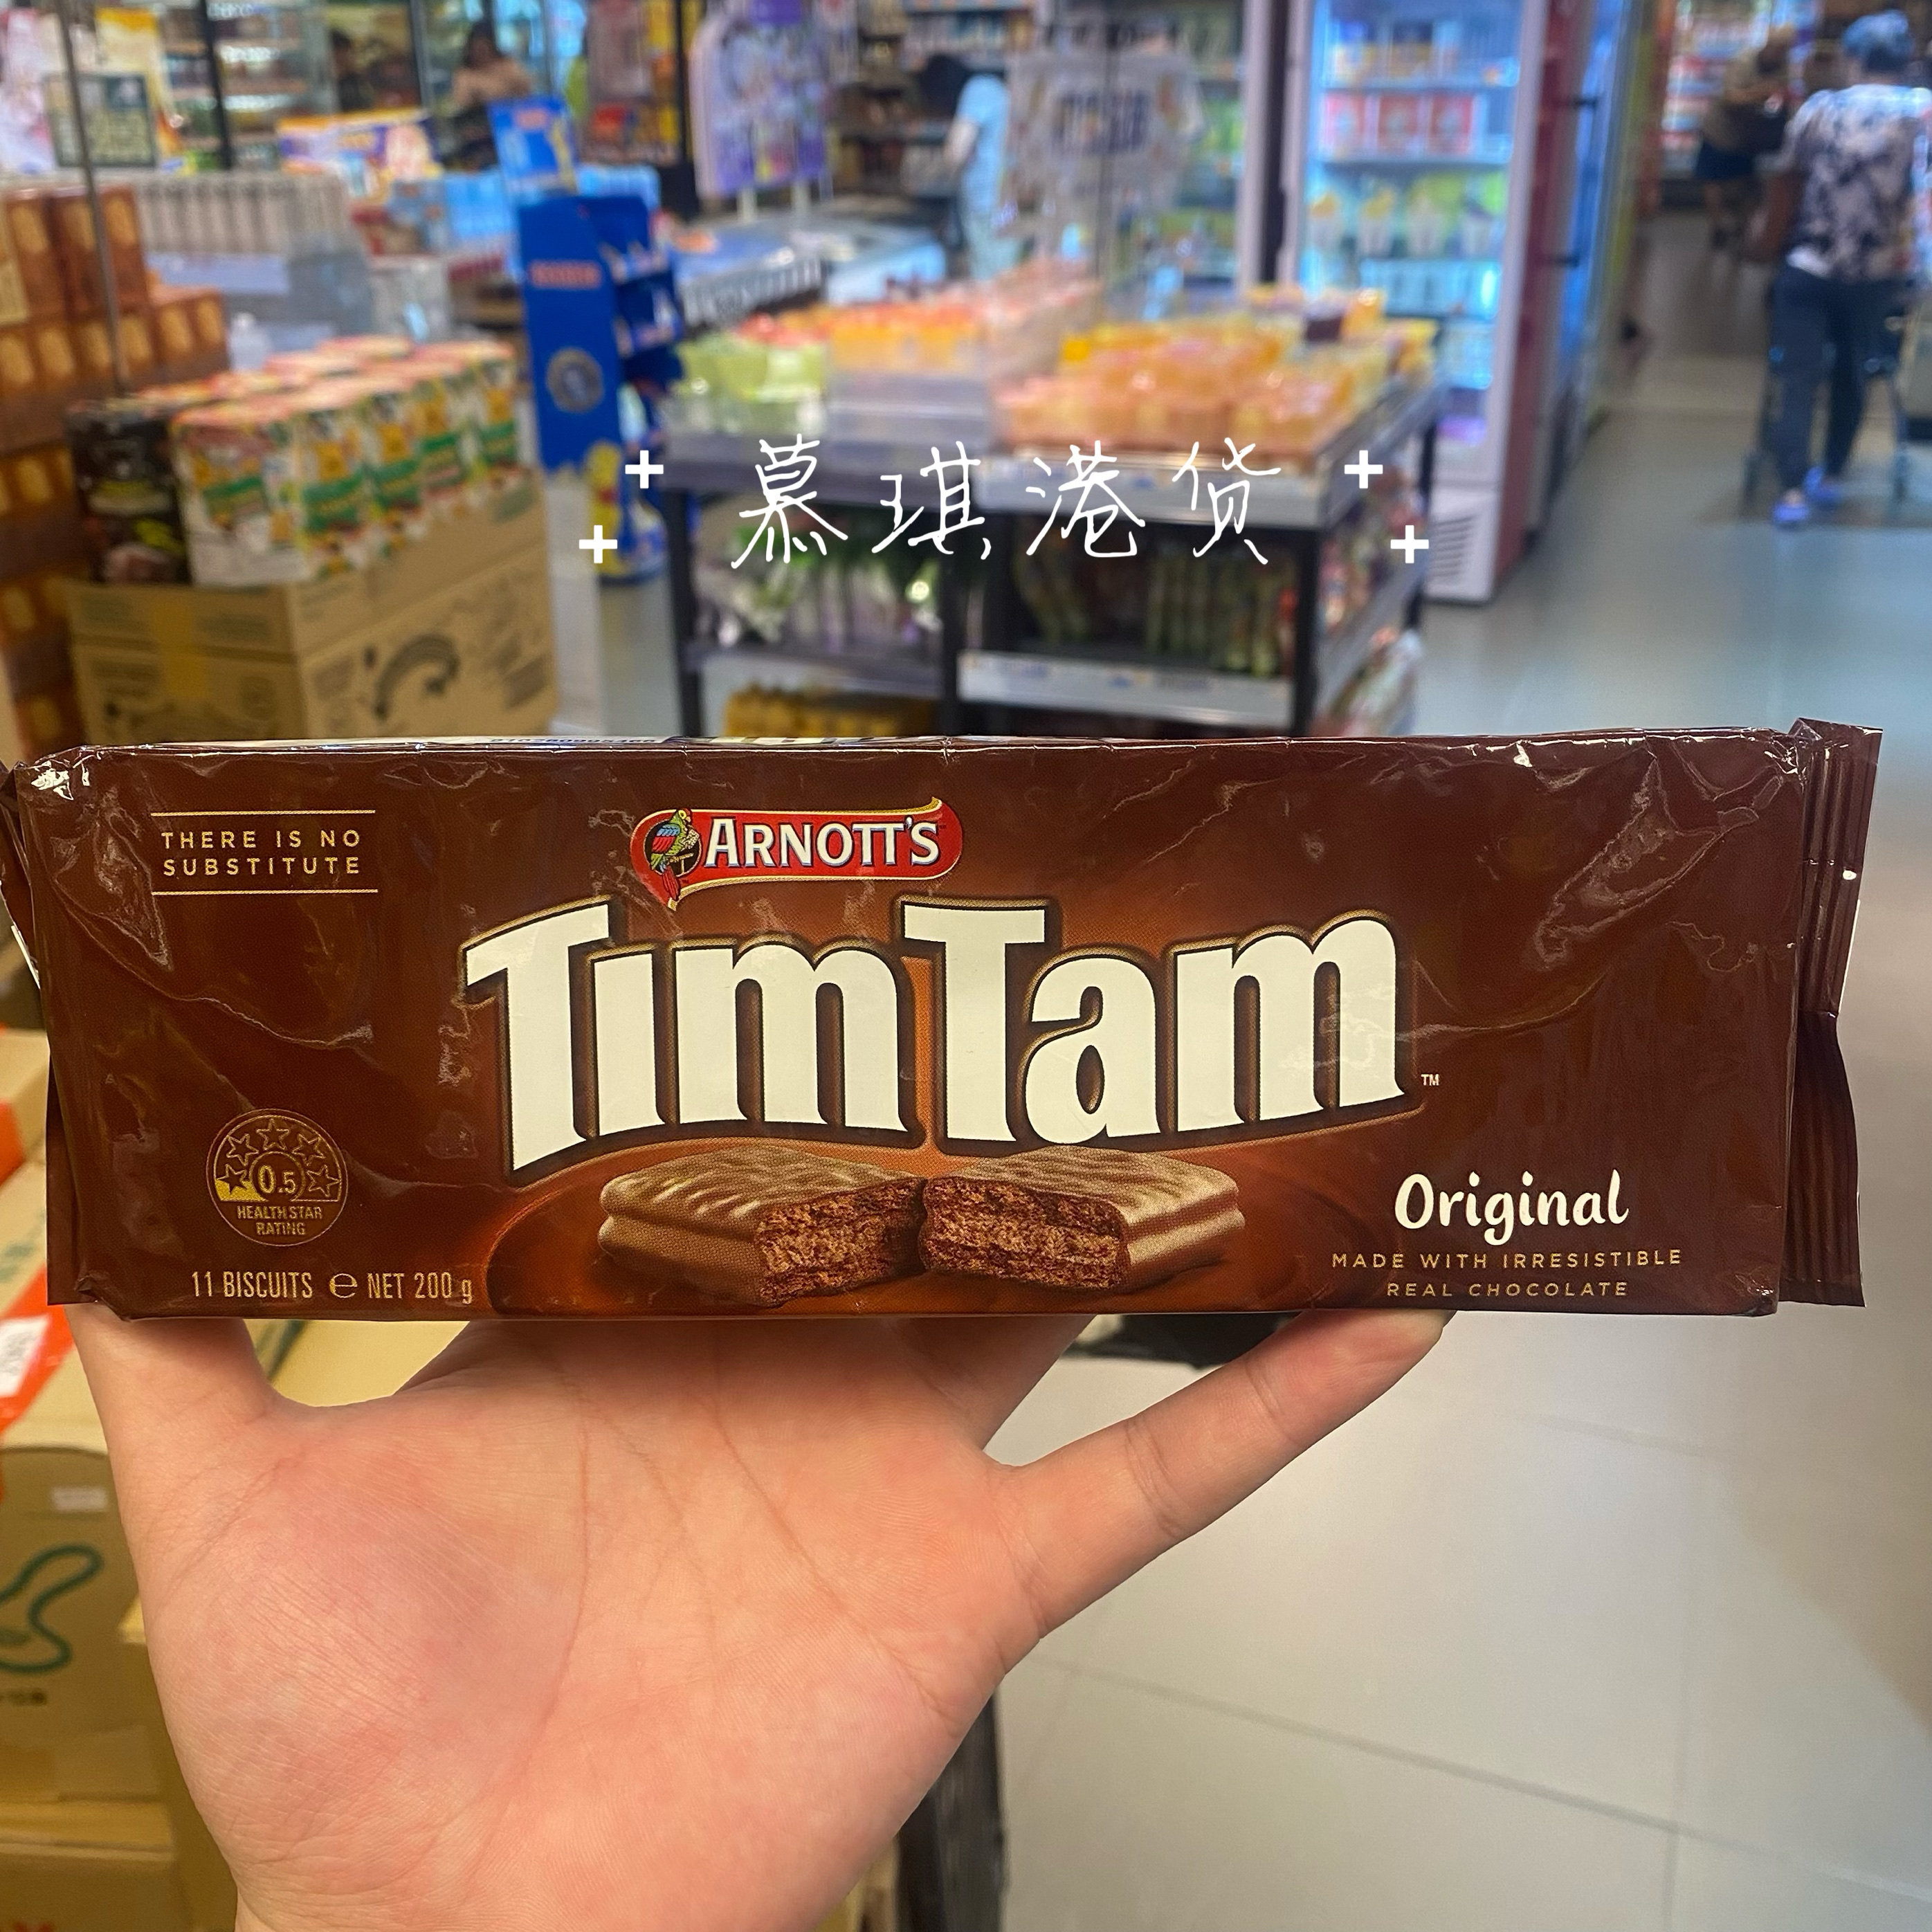 慕琪港货
THERE IS NO
SUBSTITUTE
ARNOTT'S
TimTam
TM
0.5
HEALTH STAR
RATING
11 BISCUITS ℮ NET 200 g
Original
MADE WITH IRRESISTIBLE
REAL CHOCOLATE